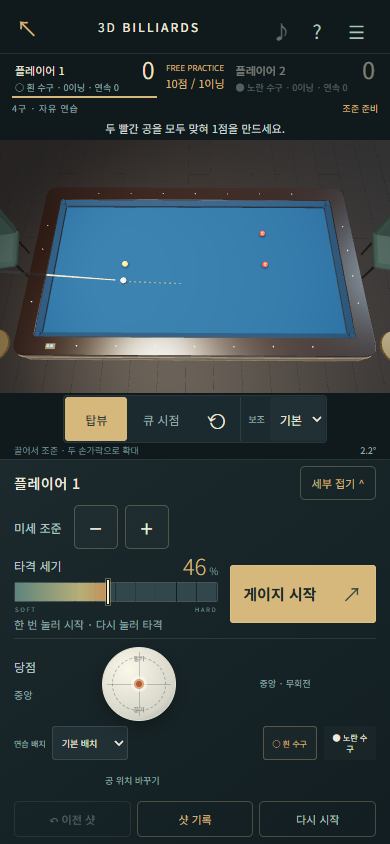 3D BILLIARDS
?
플레이어 1
0
흰 수구 · 0이닝 · 연속 0
FREE PRACTICE
10점 / 1이닝
플레이어 2
0
노란 수구 · 0이닝 · 연속 0
4구 · 자유 연습
조준 준비
두 빨간 공을 모두 맞혀 1점을 만드세요.
탑뷰
큐 시점
보조
기본
끌어서 조준 · 두 손가락으로 확대
2.2°
플레이어 1
세부 접기 ^
미세 조준
−
+
타격 세기
46 %
SOFT
HARD
게이지 시작 ↗
한 번 눌러 시작 · 다시 눌러 타격
당점
중앙
중앙 · 무회전
연습 배치
기본 배치
흰 수구
노란 수구
공 위치 바꾸기
이전 샷
샷 기록
다시 시작